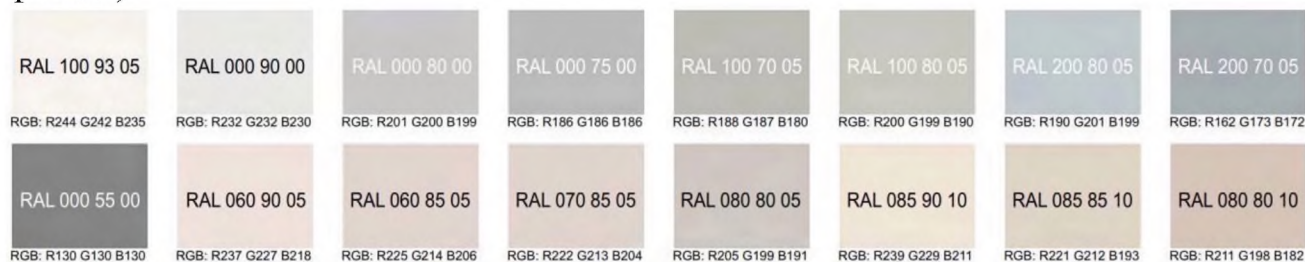 RAL 100 93 05 RAL 000 90 00 RAL 000 80 00 RAL 000 75 00 RAL 100 70 05 RAL 100 80 05 RAL 200 80 05 RAL 200 70 05
RGB: R244 G242 B235 RGB: R232 G232 B230 RGB: R201 G200 B199 RGB: R186 G186 B186 RGB: R188 G187 B180 RGB: R200 G199 B190 RGB: R190 G201 B199 RGB: R162 G173 B172
RAL 000 55 00 RAL 060 90 05 RAL 060 85 05 RAL 070 85 05 RAL 080 80 05 RAL 085 90 10 RAL 085 85 10 RAL 080 80 10
RGB: R130 G130 B130 RGB: R237 G227 B218 RGB: R225 G214 B206 RGB: R222 G213 B204 RGB: R205 G199 B191 RGB: R239 G229 B211 RGB: R221 G212 B193 RGB: R211 G198 B182